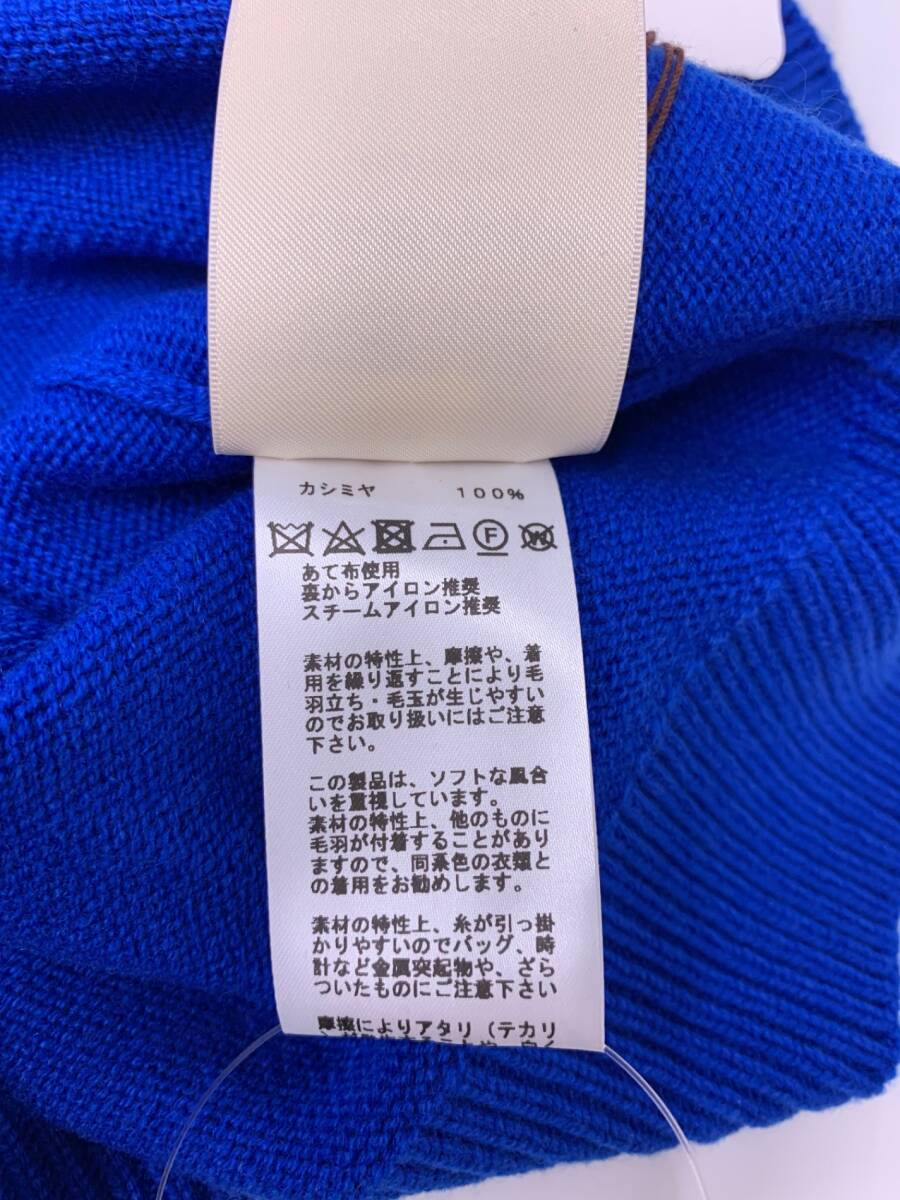 カシミヤ 100%
F W
あて布使用
裏からアイロン推奨
スチームアイロン推奨
素材の特性上、摩擦や、着
用を繰り返すことにより毛
羽立ち・毛玉が生じやすい
のでお取り扱いにはご注意
下さい。
この製品は、ソフトな風合
いを重視しています。
素材の特性上、他のものに
毛羽が付着することがあり
ますので、同系色の衣類と
の着用をお勧めします。
素材の特性上、糸が引っ掛
かりやすいのでバッグ、時
計など金属突起物や、ざら
ついたものにご注意下さい
摩擦によりアタリ（テカリ